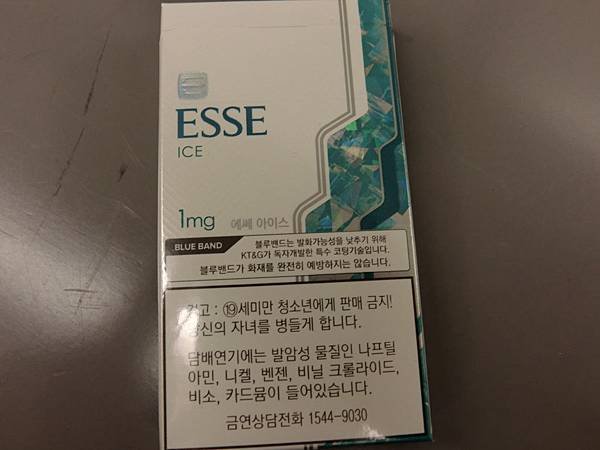 ESSE
ICE
1mg 에쎄 아이스
BLUE BAND
블루밴드는 발화가능성을 낮추기 위해
KT&G가 독자개발한 특수 코팅기술입니다.
블루밴드가 화재를 완전히 예방하지는 않습니다.
경고 : ⑲세미만 청소년에게 판매 금지!
당신의 자녀를 병들게 합니다.
담배연기에는 발암성 물질인 나프틸
아민, 니켈, 벤젠, 비닐 크롤라이드,
비소, 카드뮴이 들어있습니다.
금연상담전화 1544-9030